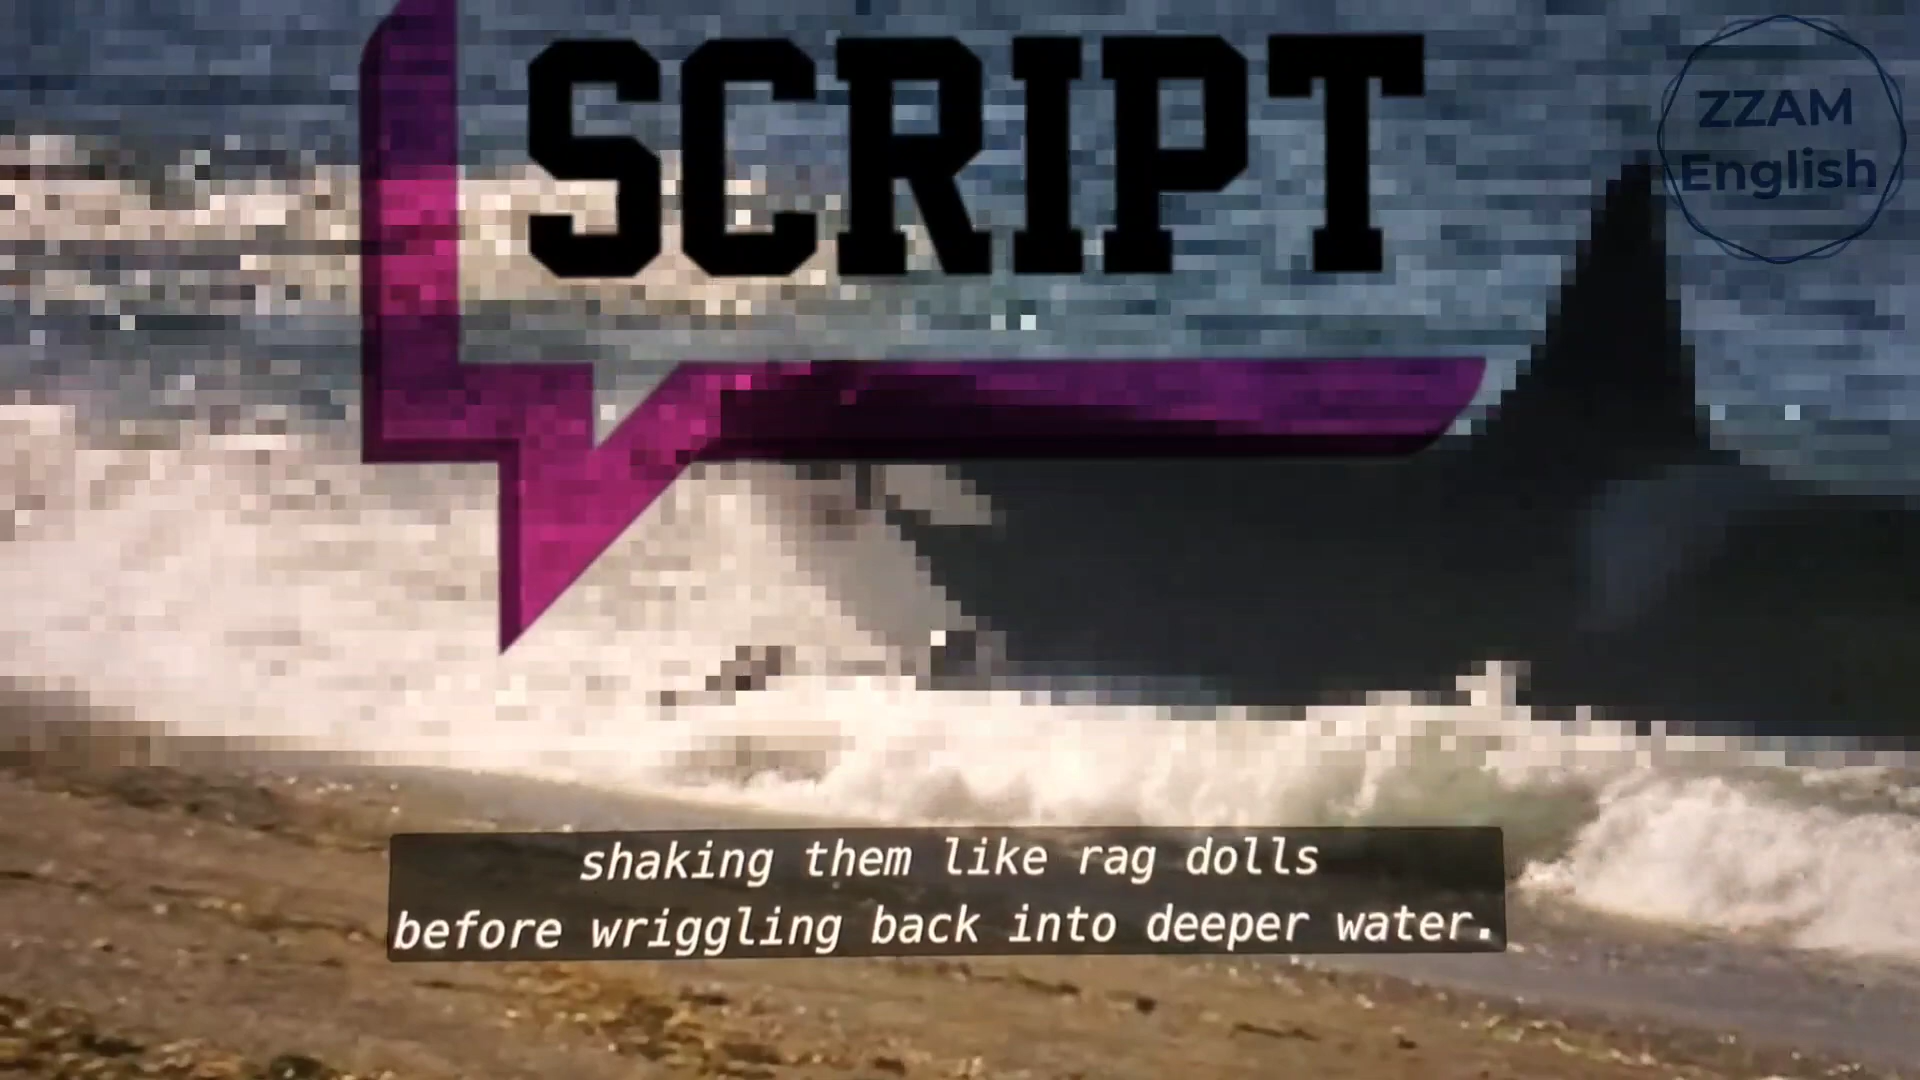 SCRIPT
ZZAM
English
shaking them like rag dolls
before wriggling back into deeper water.